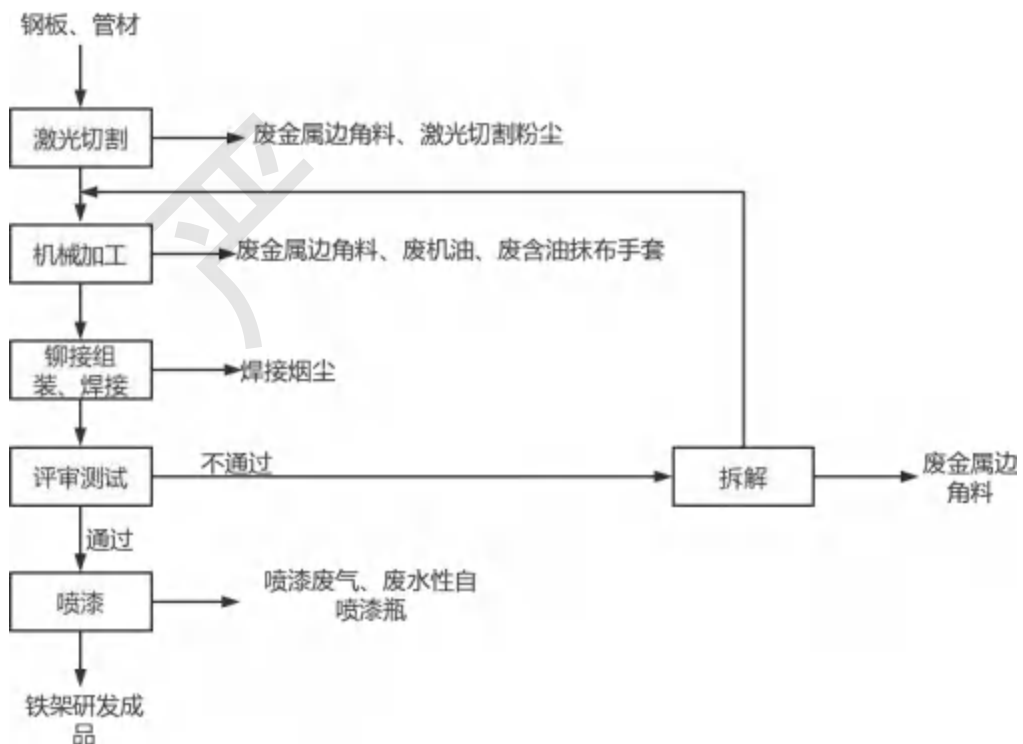 钢板、管材
激光切割
废金属边角料、激光切割粉尘
机械加工
废金属边角料、废机油、废含油抹布手套
铆接组
装、焊接
焊接烟尘
评审测试
不通过
拆解
废金属边
角料
通过
喷漆
喷漆废气、废水性自
喷漆瓶
铁架研发成
品
严